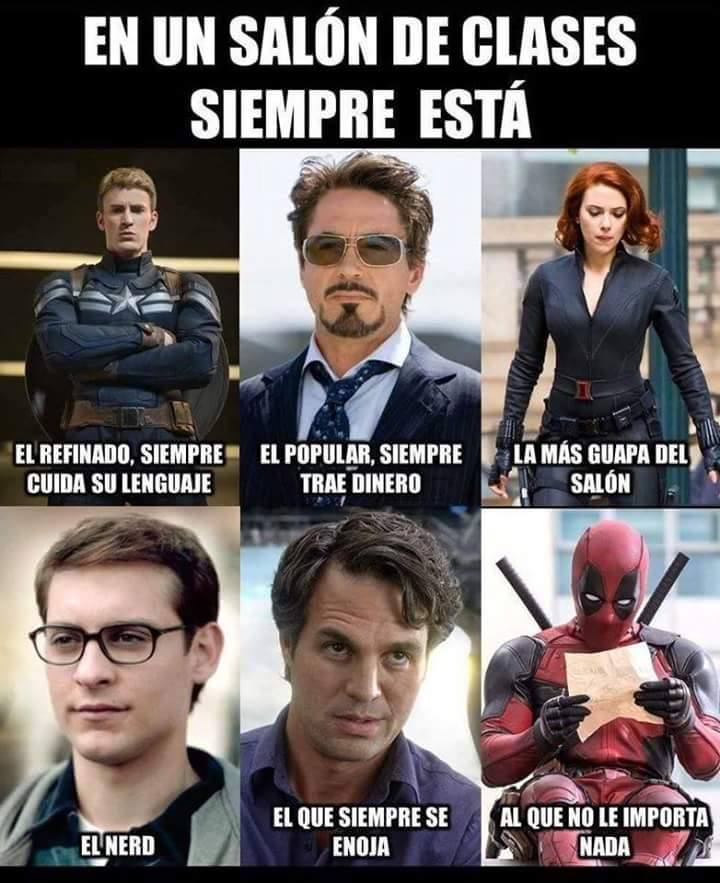 EN UN SALÓN DE CLASES
SIEMPRE ESTÁ
EL REFINADO, SIEMPRE
CUIDA SU LENGUAJE
EL POPULAR, SIEMPRE
TRAE DINERO
LA MÁS GUAPA DEL
SALÓN
EL NERD
EL QUE SIEMPRE SE
ENOJA
AL QUE NO LE IMPORTA
NADA